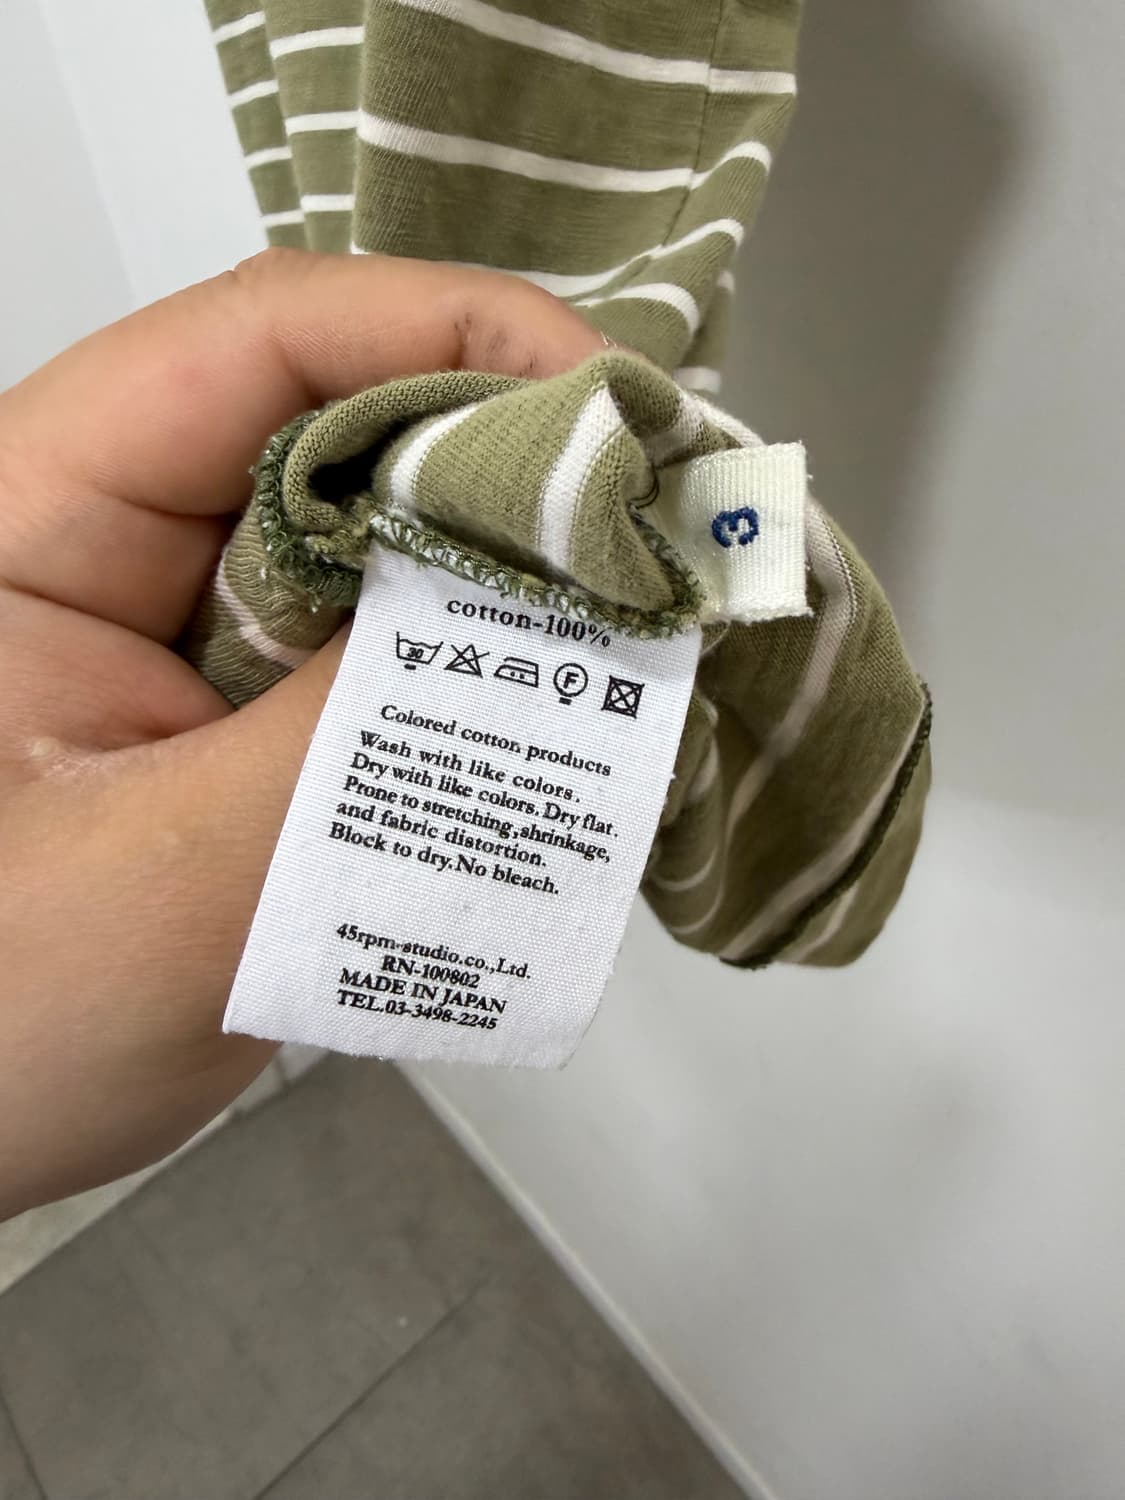 3
cotton-100%
30 F
Colored cotton products
Wash with like colors.
Dry with like colors. Dry flat.
Prone to stretching, shrinkage,
and fabric distortion.
Block to dry. No bleach.
45rpm-studio.co., Ltd.
RN-100802
MADE IN JAPAN
TEL.03-3498-2245